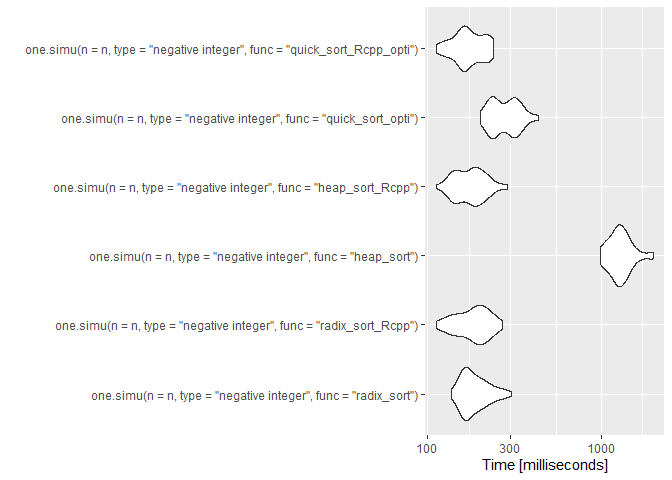 one.simu(n = n, type = "negative integer", func = "quick_sort_Rcpp_opti")
one.simu(n = n, type = "negative integer", func = "quick_sort_opti")
one.simu(n = n, type = "negative integer", func = "heap_sort_Rcpp")
one.simu(n = n, type = "negative integer", func = "heap_sort")
one.simu(n = n, type = "negative integer", func = "radix_sort_Rcpp")
one.simu(n = n, type = "negative integer", func = "radix_sort")
100 300 1000
Time [milliseconds]